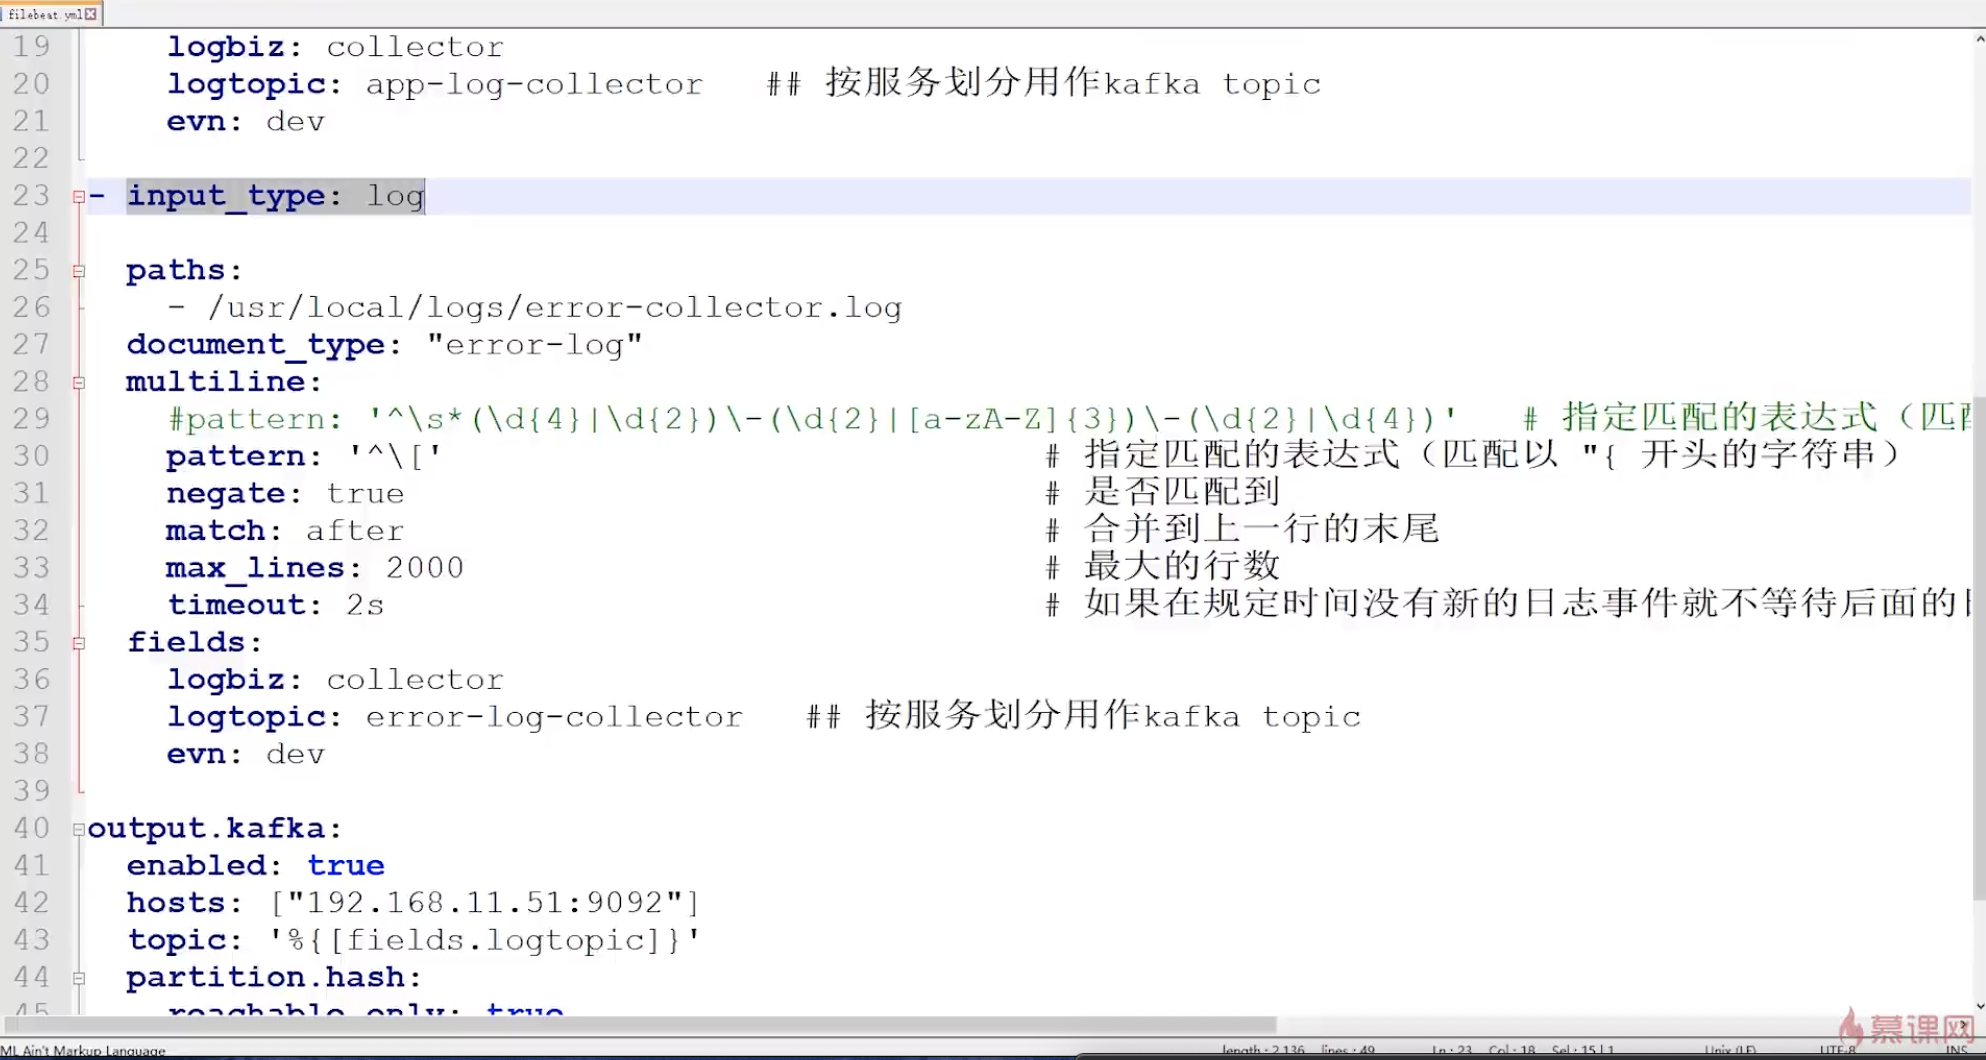 filebeat.yml
19 logbiz: collector
20 logtopic: app-log-collector ## 按服务划分用作kafka topic
21 evn: dev
22
23 - input_type: log
24
25 paths:
26 - /usr/local/logs/error-collector.log
27 document_type: "error-log"
28 multiline:
29 #pattern: '^\s*(\d{4}|\d{2})\-(\d{2}|[a-zA-Z]{3})\-(\d{2}|\d{4})' # 指定匹配的表达式（匹配
30 pattern: '^\[' # 指定匹配的表达式（匹配以 "{ 开头的字符串）
31 negate: true # 是否匹配到
32 match: after # 合并到上一行的末尾
33 max_lines: 2000 # 最大的行数
34 timeout: 2s # 如果在规定时间没有新的日志事件就不等待后面的
35 fields:
36 logbiz: collector
37 logtopic: error-log-collector ## 按服务划分用作kafka topic
38 evn: dev
39
40 output.kafka:
41 enabled: true
42 hosts: ["192.168.11.51:9092"]
43 topic: '%{[fields.logtopic]}'
44 partition.hash:
45 reachable_only: true
慕课网
ML Ain't Markup Language length : 2,136 lines : 49 Ln : 23 Col : 18 Sel : 15 | 1 Unix (LF) UTF-8 INS